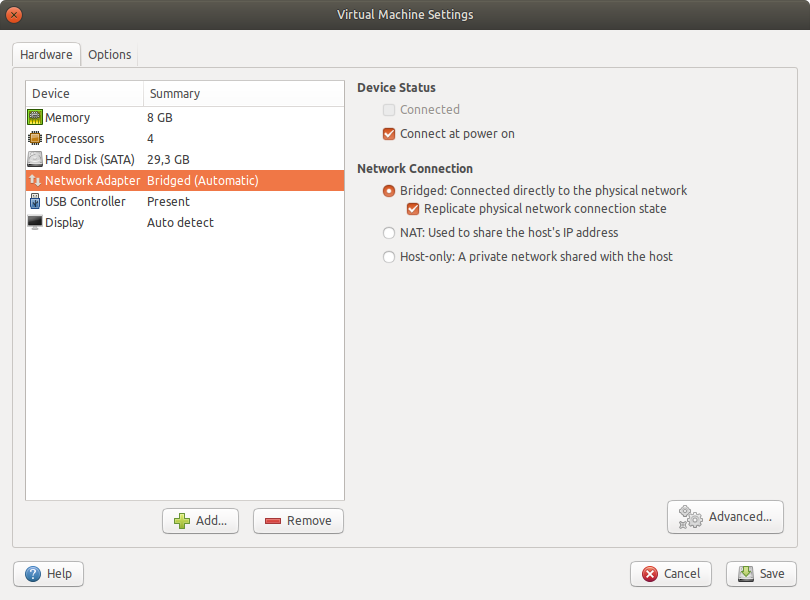 Virtual Machine Settings
Hardware Options
Device Summary
Memory 8 GB
Processors 4
Hard Disk (SATA) 29,3 GB
Network Adapter Bridged (Automatic)
USB Controller Present
Display Auto detect
Add... Remove
Device Status
Connected
Connect at power on
Network Connection
Bridged: Connected directly to the physical network
Replicate physical network connection state
NAT: Used to share the host's IP address
Host-only: A private network shared with the host
Advanced...
Help Cancel Save